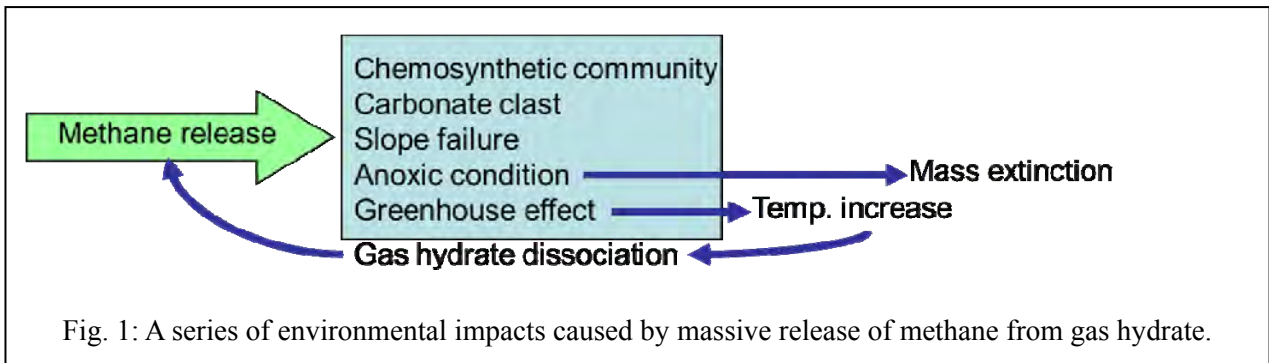 Methane release
Chemosynthetic community
Carbonate clast
Slope failure
Anoxic condition
Greenhouse effect
Mass extinction
Temp. increase
Gas hydrate dissociation
Fig. 1: A series of environmental impacts caused by massive release of methane from gas hydrate.